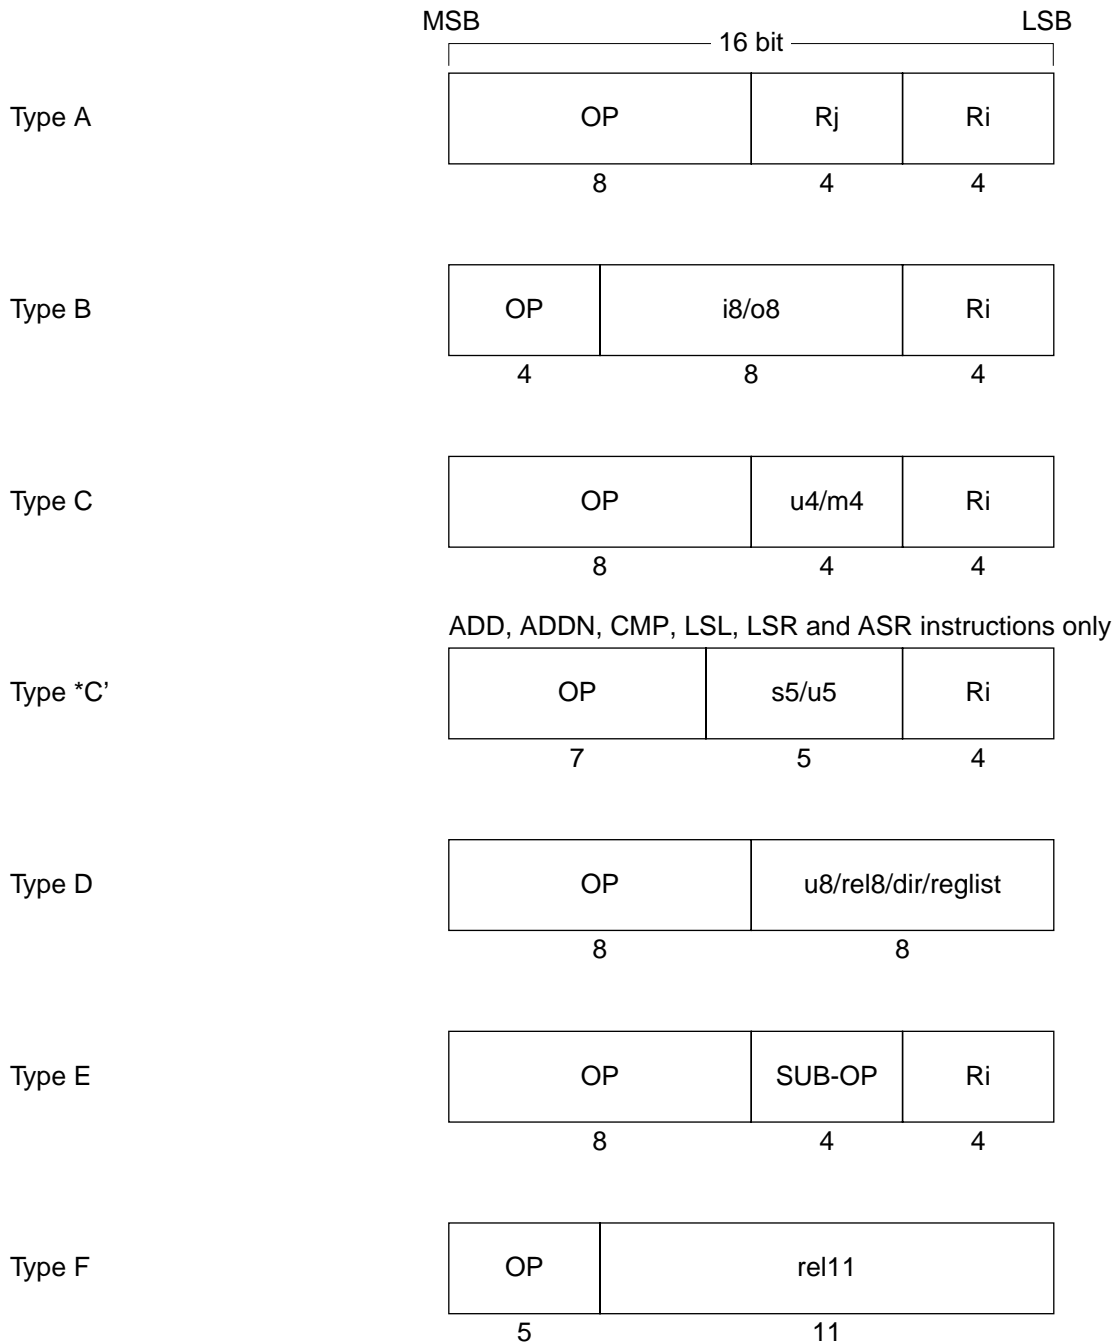 MSB LSB
16 bit
Type A OP Rj Ri
8 4 4
Type B OP i8/o8 Ri
4 8 4
Type C OP u4/m4 Ri
8 4 4
ADD, ADDN, CMP, LSL, LSR and ASR instructions only
Type *C’ OP s5/u5 Ri
7 5 4
Type D OP u8/rel8/dir/reglist
8 8
Type E OP SUB-OP Ri
8 4 4
Type F OP rel11
5 11